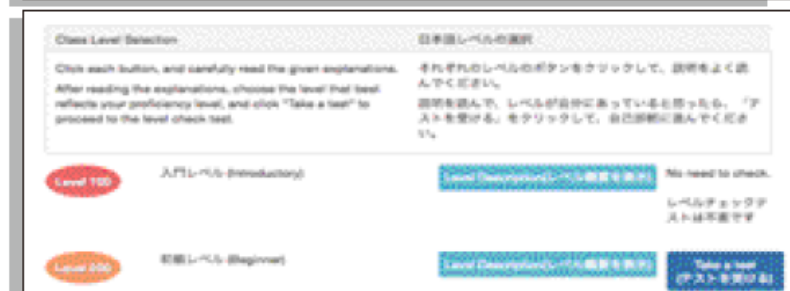 Class Level Selection
日本語レベルの選択
Click each button, and carefully read the given explanations.
After reading the explanations, choose the level that best
reflects your proficiency level, and click "Take a test" to
proceed to the level check test.
それぞれのレベルのボタンをクリックして、説明をよく読
んでください。
説明を読んで、レベルが自分にあっていると思ったら、「テ
ストを受ける」をクリックして、自己診断に進んでくださ
い。
Level 100
入門レベル (Introductory)
Level Description(レベル概要を表示)
No need to check.
レベルチェックテ
ストは不要です
Level 200
初級レベル (Beginner)
Level Description(レベル概要を表示)
Take a test
(テストを受ける)